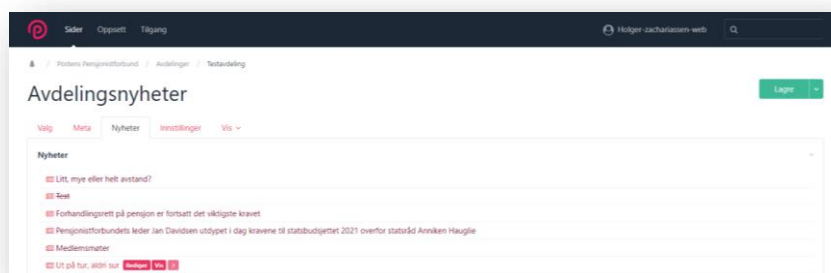 Sider Oppsett Tilgang Holger-zachariassen-web
/ Postens Pensjonistforbund / Avdelinger / Testavdeling
Avdelingsnyheter
Lagre
Valg Meta Nyheter Innstillinger Vis
Nyheter
Litt, mye eller helt avstand?
Test
Forhandlingsrett på pensjon er fortsatt det viktigste kravet
Pensjonistforbundets leder Jan Davidsen utdypet i dag kravene til statsbudsjettet 2021 overfor statsråd Anniken Hauglie
Medlemsmøter
Ut på tur, aldri sur Rediger Vis